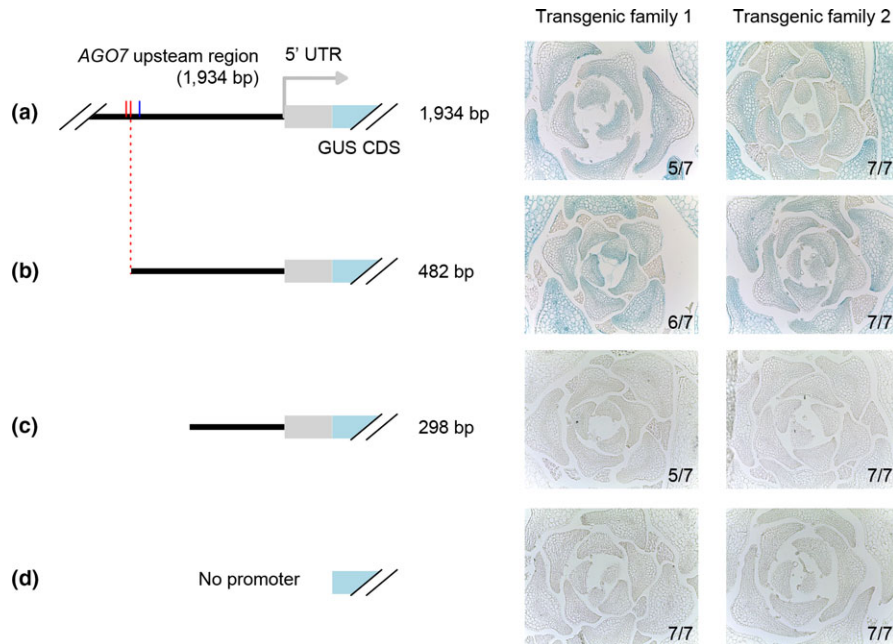 Transgenic family 1
Transgenic family 2
AGO7 upsteam region
(1,934 bp)
5' UTR
(a)
GUS CDS
1,934 bp
5/7
7/7
(b)
482 bp
6/7
7/7
(c)
298 bp
5/7
7/7
(d)
No promoter
7/7
7/7